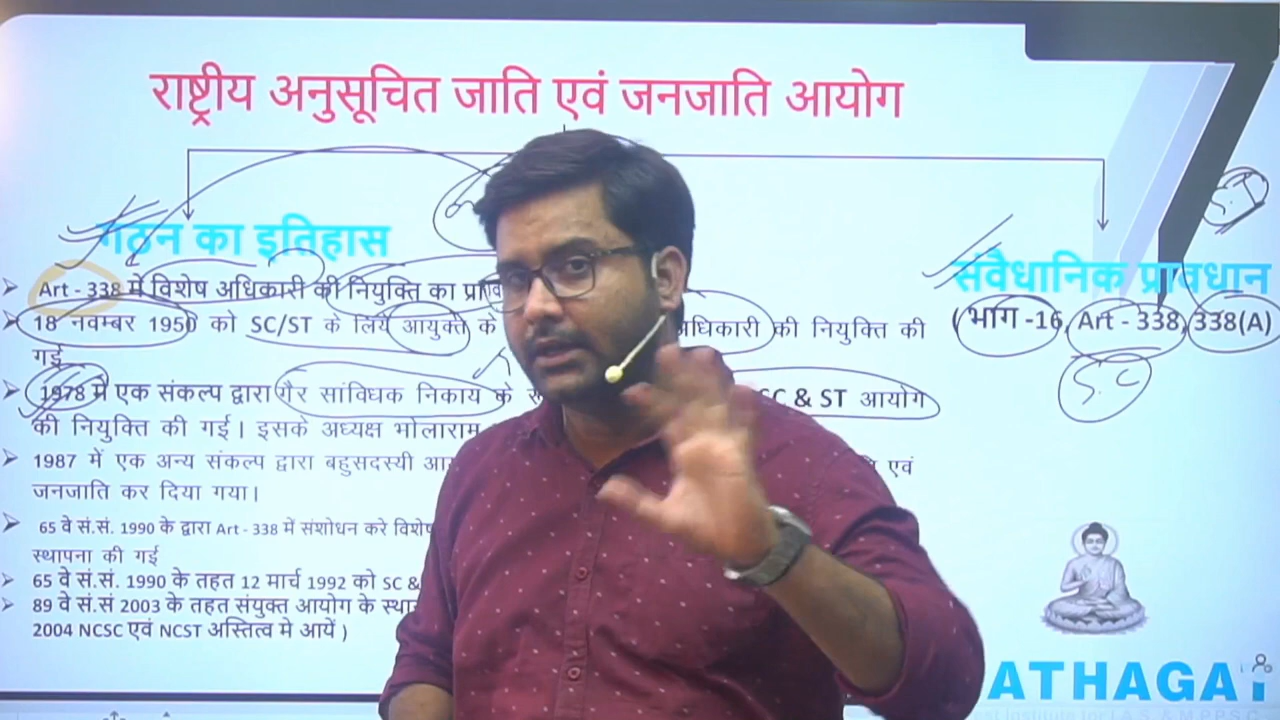 राष्ट्रीय अनुसूचित जाति एवं जनजाति आयोग
गठन का इतिहास
Art - 338 में विशेष अधिकारी की नियुक्ति का
18 नवम्बर 1950 को SC/ST के लिये आयुक्त के अधिकारी की नियुक्ति की
गई
1978 में एक संकल्प द्वारा गैर सांविधक निकाय के SC & ST आयोग
की नियुक्ति की गई। इसके अध्यक्ष भोलाराम
1987 में एक अन्य संकल्प द्वारा बहुसदस्यी एवं
जनजाति कर दिया गया।
65 वे सं.सं. 1990 के द्वारा Art - 338 में संशोधन करे
स्थापना की गई
65 वे सं.सं. 1990 के तहत 12 मार्च 1992 को SC &
89 वे सं.सं 2003 के तहत संयुक्त आयोग के
2004 NCSC एवं NCST अस्तित्व मे आयें )
संवैधानिक प्रावधान
(भाग -16, Art - 338, 338(A)
S.C
ATHAGA